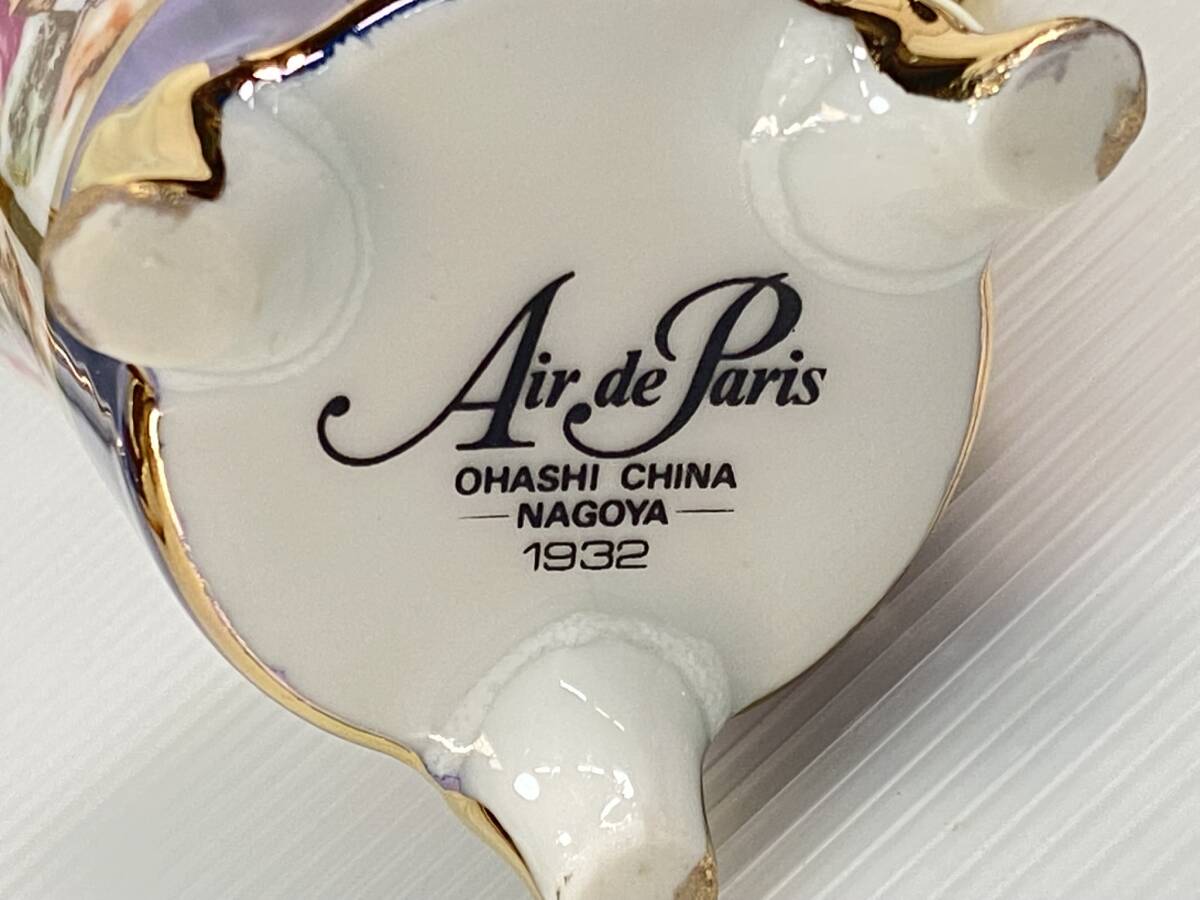 Air de Paris
OHASHI CHINA
NAGOYA
1932